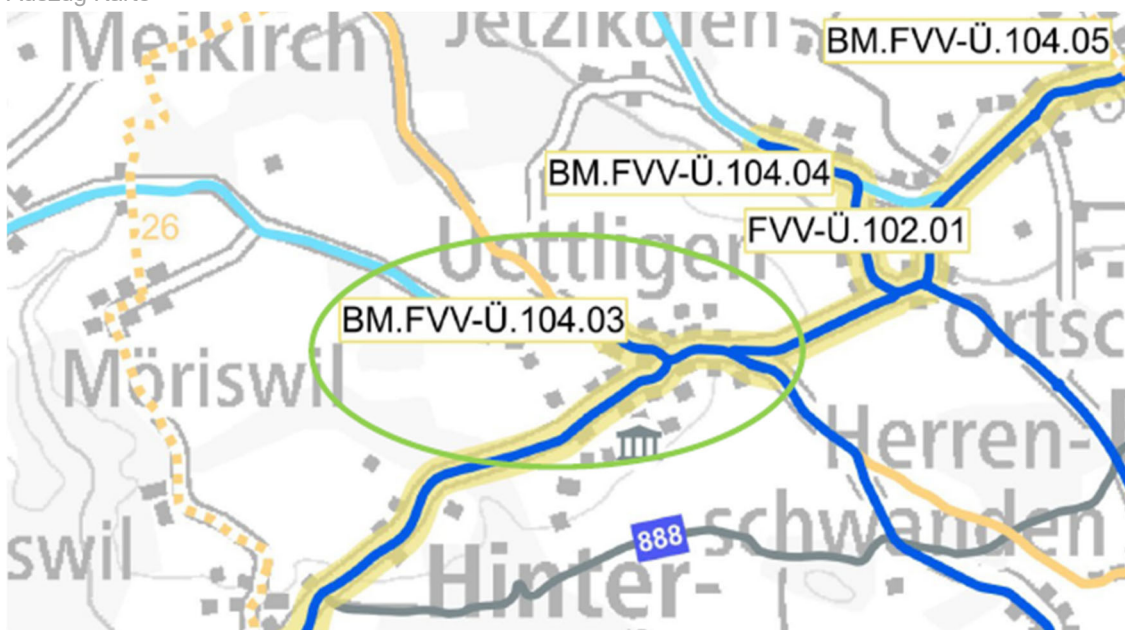 Meikirch
Jetzikofen
BM.FVV-Ü.104.05
BM.FVV-Ü.104.04
26
Uettligen
FVV-Ü.102.01
BM.FVV-Ü.104.03
Ortsc
Möriswil
Herren-
888
schwanden
swil
Hinter-